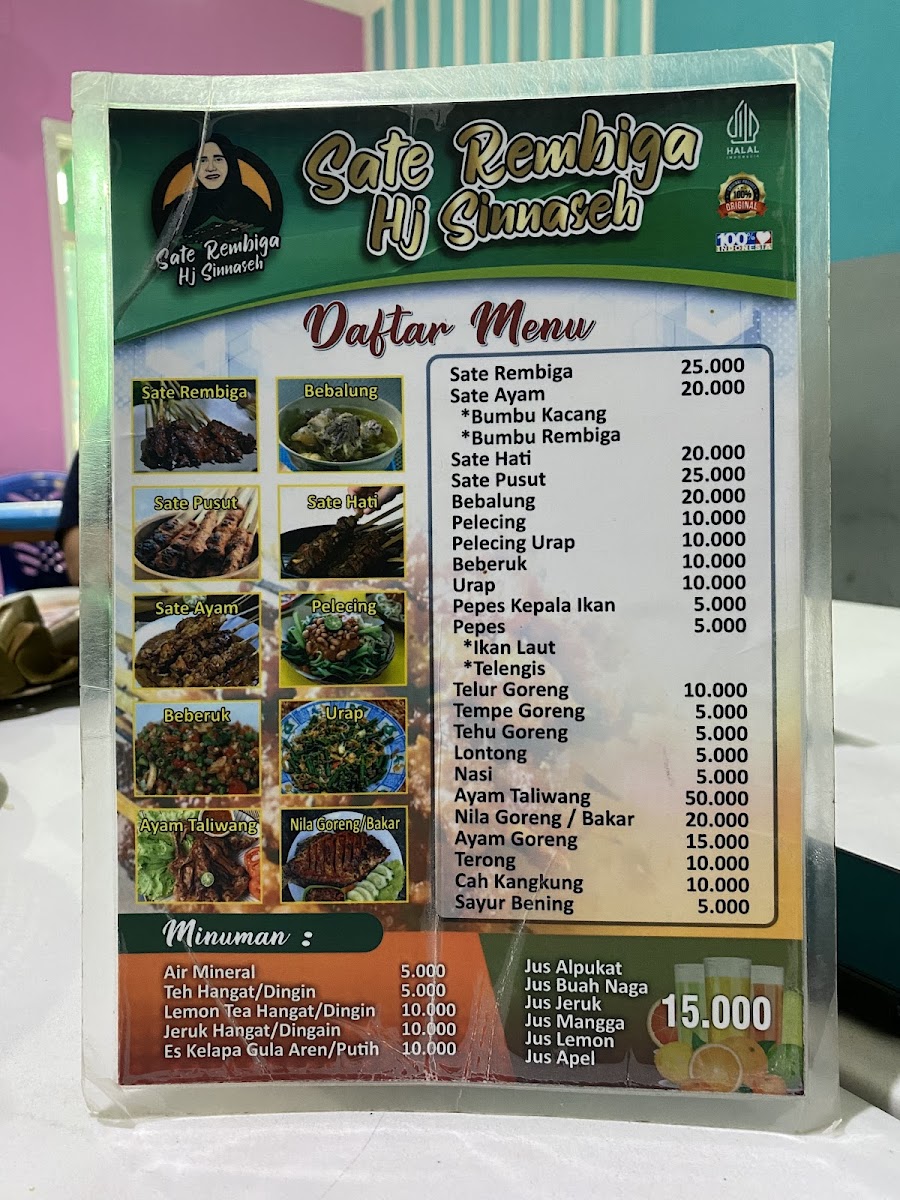 Sate Rembiga
Hj Sinnaseh
HALAL
INDONESIA
100%
ORIGINAL
100%
INDONESIA
Sate Rembiga
Hj Sinnaseh
Daftar Menu
Sate Rembiga
Bebalung
Sate Pusut
Sate Hati
Sate Ayam
Pelecing
Beberuk
Urap
Ayam Taliwang
Nila Goreng/Bakar
Sate Rembiga 25.000
Sate Ayam 20.000
*Bumbu Kacang
*Bumbu Rembiga
Sate Hati 20.000
Sate Pusut 25.000
Bebalung 20.000
Pelecing 10.000
Pelecing Urap 10.000
Beberuk 10.000
Urap 10.000
Pepes Kepala Ikan 5.000
Pepes 5.000
*Ikan Laut
*Telengis
Telur Goreng 10.000
Tempe Goreng 5.000
Tehu Goreng 5.000
Lontong 5.000
Nasi 5.000
Ayam Taliwang 50.000
Nila Goreng / Bakar 20.000
Ayam Goreng 15.000
Terong 10.000
Cah Kangkung 10.000
Sayur Bening 5.000
Minuman :
Air Mineral 5.000
Teh Hangat/Dingin 5.000
Lemon Tea Hangat/Dingin 10.000
Jeruk Hangat/Dingain 10.000
Es Kelapa Gula Aren/Putih 10.000
Jus Alpukat
Jus Buah Naga
Jus Jeruk
Jus Mangga
Jus Lemon
Jus Apel
15.000